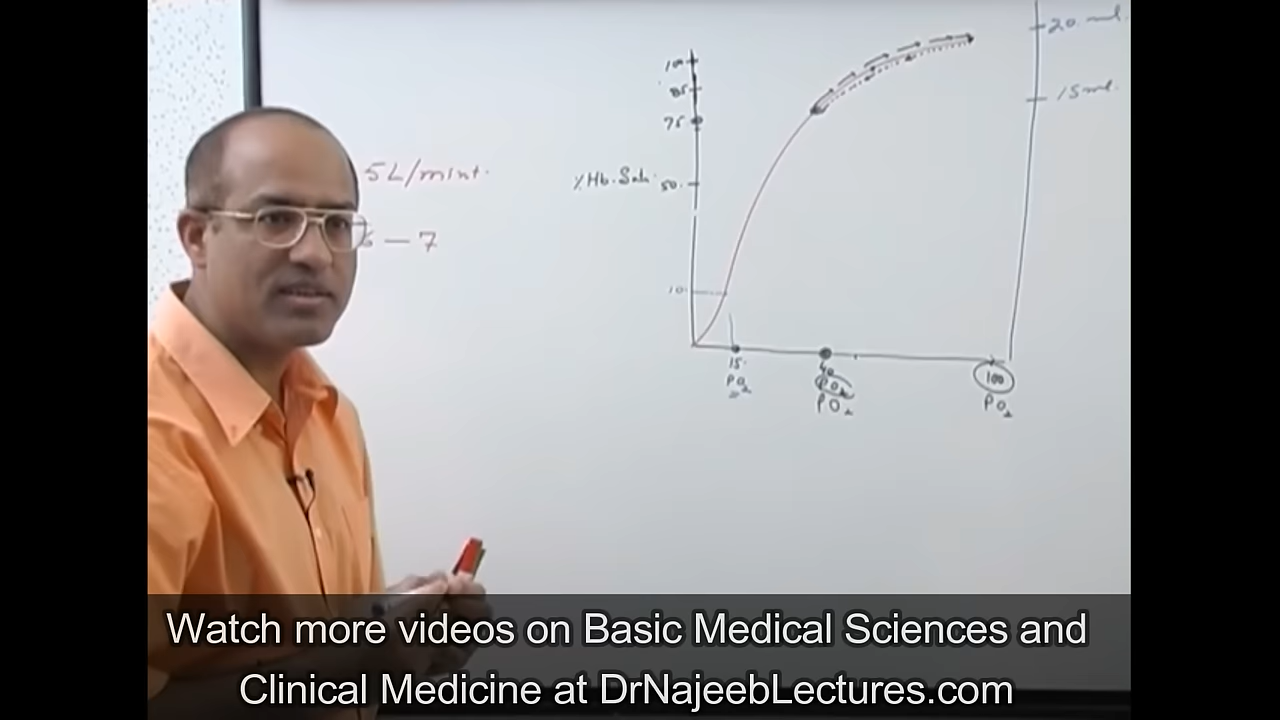 5L/mint.
6 — 7
% Hb. Sat.
100
85
75
50
10
15
PO₂
40
PO₂
PO₂
100
PO₂
20 ml.
15 ml.
Watch more videos on Basic Medical Sciences and
Clinical Medicine at DrNajeebLectures.com